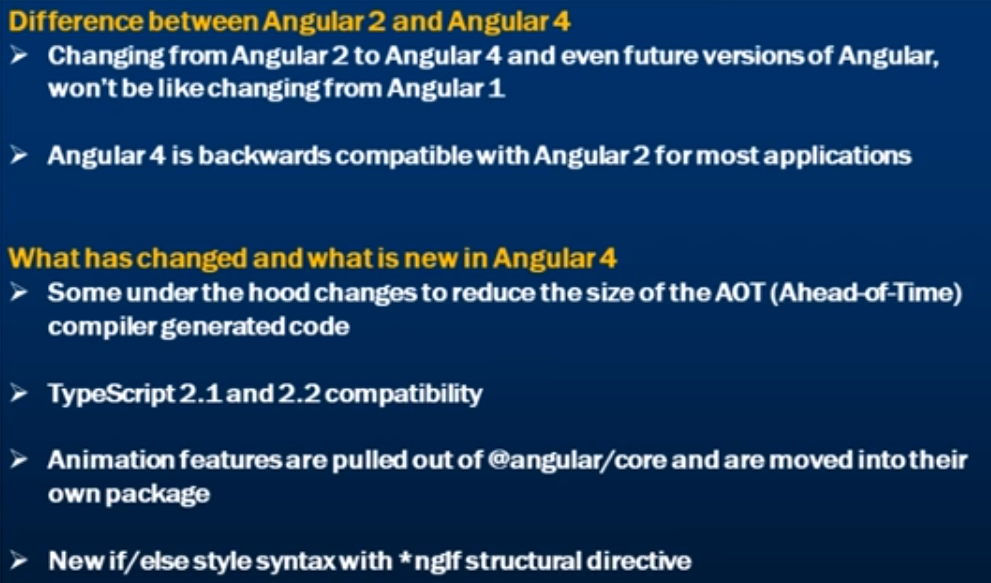 Difference between Angular 2 and Angular 4
➢ Changing from Angular 2 to Angular 4 and even future versions of Angular,
won't be like changing from Angular 1
➢ Angular 4 is backwards compatible with Angular 2 for most applications
What has changed and what is new in Angular 4
➢ Some under the hood changes to reduce the size of the AOT (Ahead-of-Time)
compiler generated code
➢ TypeScript 2.1 and 2.2 compatibility
➢ Animation features are pulled out of @angular/core and are moved into their
own package
➢ New if/else style syntax with *ngIf structural directive